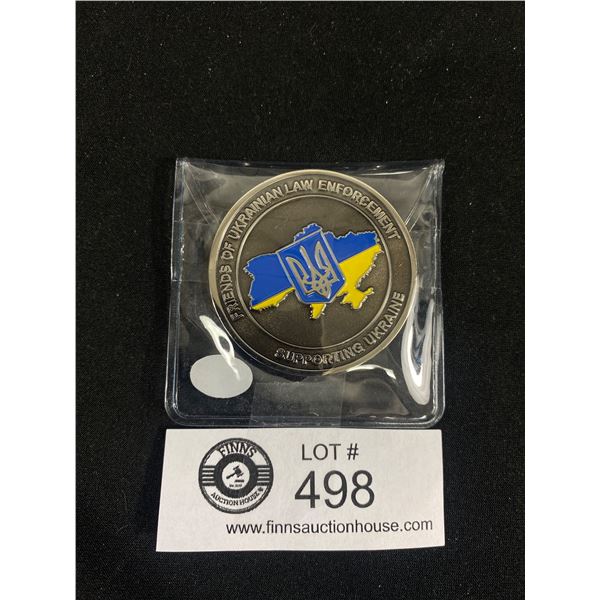 FRIENDS OF UKRAINIAN LAW ENFORCEMENT
SUPPORTING UKRAINE
FINNS
AUCTION HOUSE
LOT #
498
www.finnsauctionhouse.com